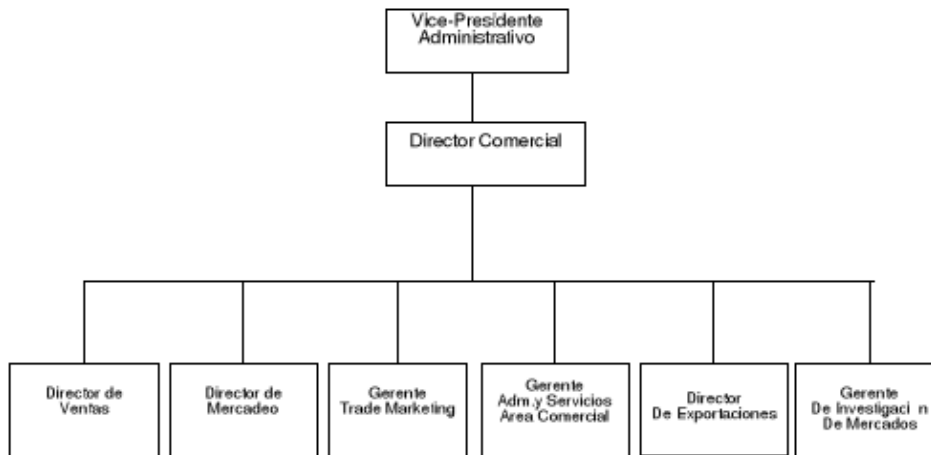 Vice-Presidente
Administrativo
Director Comercial
Director de
Ventas
Director de
Mercadeo
Gerente
Trade Marketing
Gerente
Adm.y Servicios
Area Comercial
Director
De Exportaciones
Gerente
De Investigaci n
De Mercados